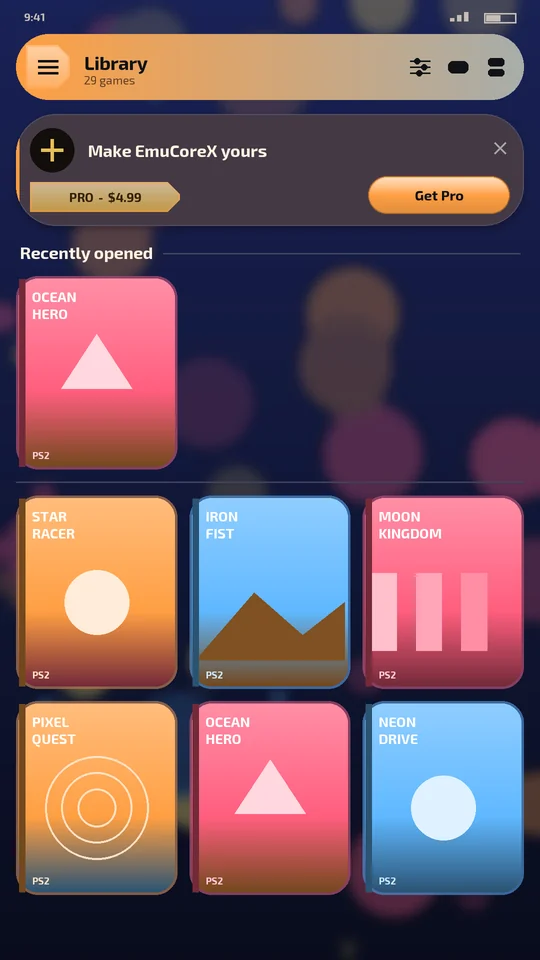 9:41
Library
29 games
Make EmuCoreX yours
PRO - $4.99
Get Pro
Recently opened
OCEAN
HERO
PS2
STAR
RACER
PS2
IRON
FIST
PS2
MOON
KINGDOM
PS2
PIXEL
QUEST
PS2
OCEAN
HERO
PS2
NEON
DRIVE
PS2